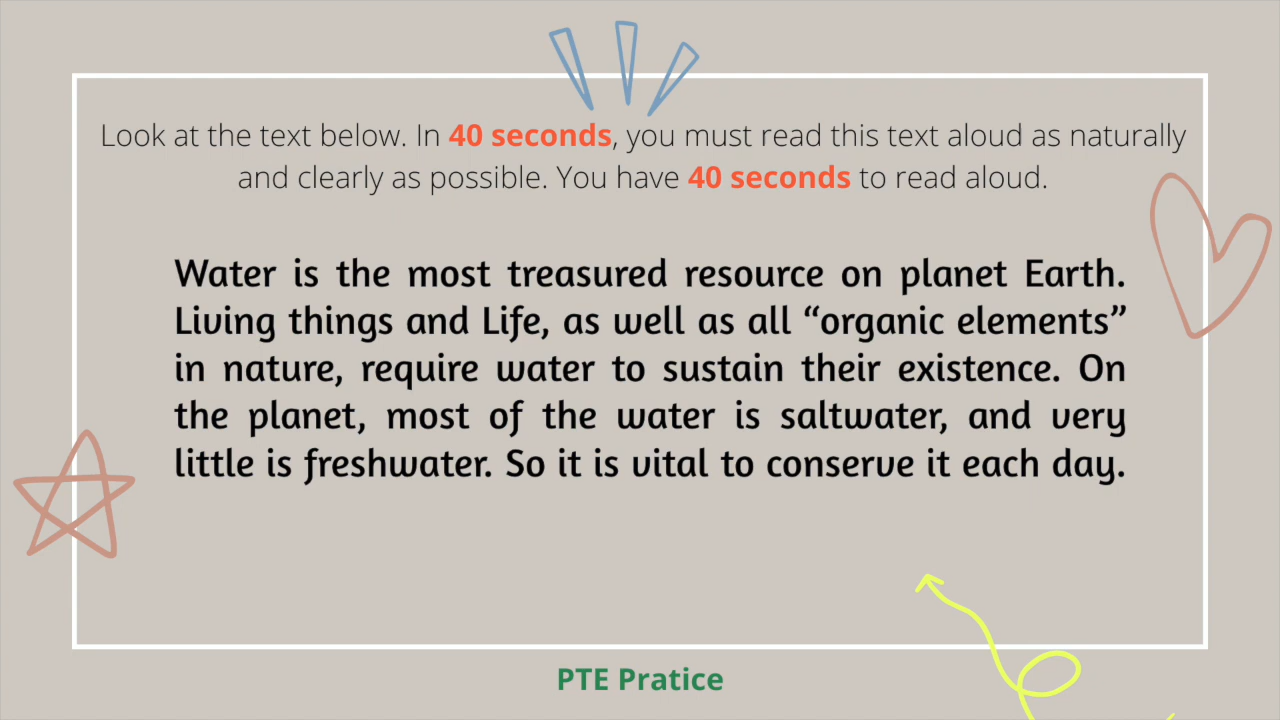 Look at the text below. In 40 seconds, you must read this text aloud as naturally
and clearly as possible. You have 40 seconds to read aloud.
Water is the most treasured resource on planet Earth.
Living things and Life, as well as all “organic elements”
in nature, require water to sustain their existence. On
the planet, most of the water is saltwater, and very
little is freshwater. So it is vital to conserve it each day.
PTE Pratice